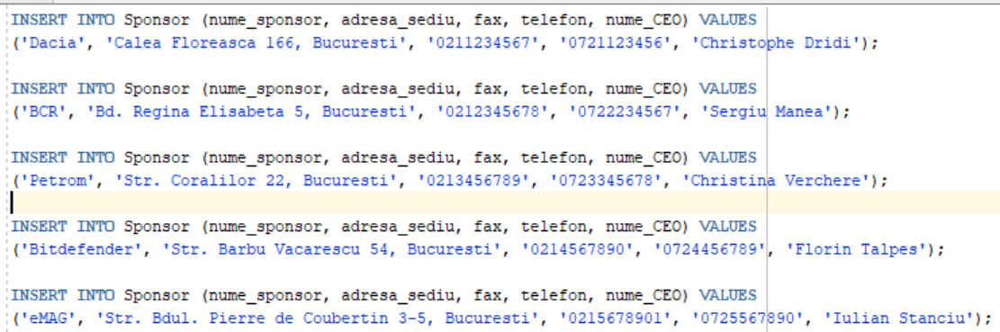 INSERT INTO Sponsor (nume_sponsor, adresa_sediu, fax, telefon, nume_CEO) VALUES
('Dacia', 'Calea Floreasca 166, Bucuresti', '0211234567', '0721123456', 'Christophe Dridi');
INSERT INTO Sponsor (nume_sponsor, adresa_sediu, fax, telefon, nume_CEO) VALUES
('BCR', 'Bd. Regina Elisabeta 5, Bucuresti', '0212345678', '0722234567', 'Sergiu Manea');
INSERT INTO Sponsor (nume_sponsor, adresa_sediu, fax, telefon, nume_CEO) VALUES
('Petrom', 'Str. Coralilor 22, Bucuresti', '0213456789', '0723345678', 'Christina Verchere');
INSERT INTO Sponsor (nume_sponsor, adresa_sediu, fax, telefon, nume_CEO) VALUES
('Bitdefender', 'Str. Barbu Vacarescu 54, Bucuresti', '0214567890', '0724456789', 'Florin Talpes');
INSERT INTO Sponsor (nume_sponsor, adresa_sediu, fax, telefon, nume_CEO) VALUES
('eMAG', 'Str. Bdul. Pierre de Coubertin 3-5, Bucuresti', '0215678901', '0725567890', 'Iulian Stanciu');